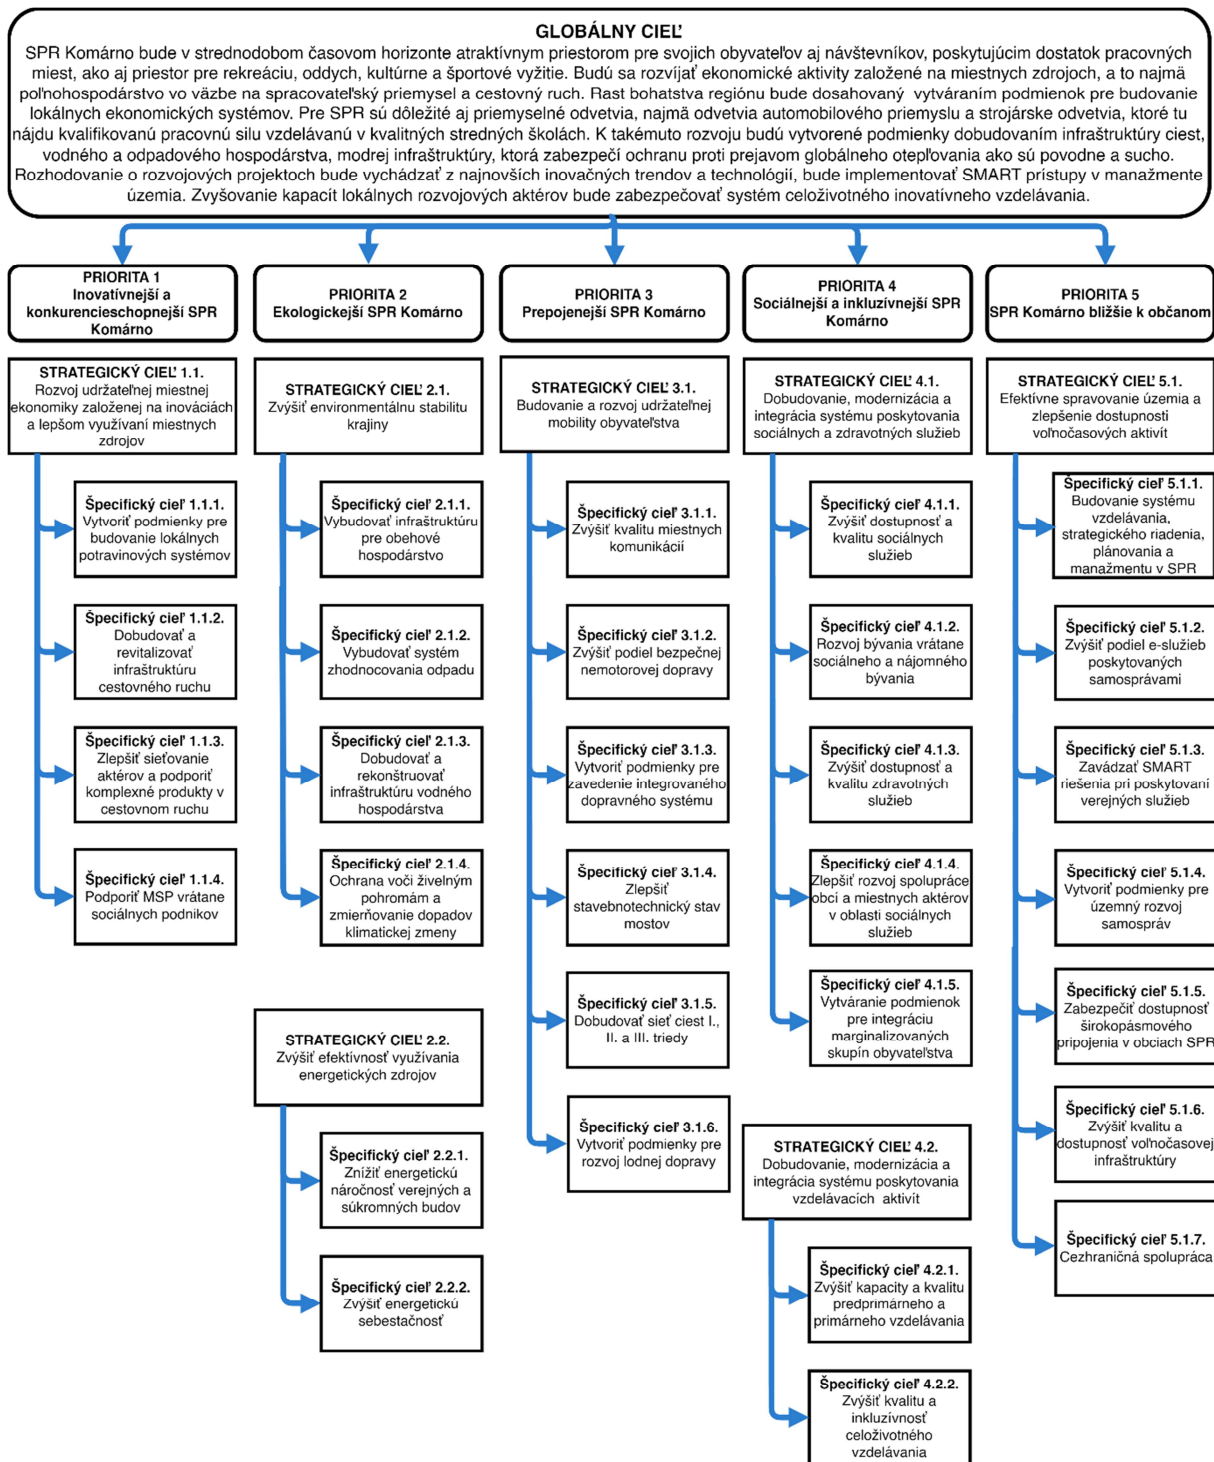 GLOBÁLNY CIEĽ
SPR Komárno bude v strednodobom časovom horizonte atraktívnym priestorom pre svojich obyvateľov aj návštevníkov, poskytujúcim dostatok pracovných
miest, ako aj priestor pre rekreáciu, oddych, kultúrne a športové vyžitie. Budú sa rozvíjať ekonomické aktivity založené na miestnych zdrojoch, a to najmä
poľnohospodárstvo vo väzbe na spracovateľský priemysel a cestovný ruch. Rast bohatstva regiónu bude dosahovaný vytváraním podmienok pre budovanie
lokálnych ekonomických systémov. Pre SPR sú dôležité aj priemyselné odvetvia, najmä odvetvia automobilového priemyslu a strojárske odvetvia, ktoré tu
nájdu kvalifikovanú pracovnú silu vzdelávanú v kvalitných stredných školách. K takémuto rozvoju budú vytvorené podmienky dobudovaním infraštruktúry ciest,
vodného a odpadového hospodárstva, modrej infraštruktúry, ktorá zabezpečí ochranu proti prejavom globálneho otepľovania ako sú povodne a sucho.
Rozhodovanie o rozvojových projektoch bude vychádzať z najnovších inovačných trendov a technológií, bude implementovať SMART prístupy v manažmente
územia. Zvyšovanie kapacít lokálnych rozvojových aktérov bude zabezpečovať systém celoživotného inovatívneho vzdelávania.
PRIORITA 1
Inovatívnejší a
konkurencieschopnejší SPR
Komárno
STRATEGICKÝ CIEĽ 1.1.
Rozvoj udržateľnej miestnej
ekonomiky založenej na inováciách
a lepšom využívaní miestnych
zdrojov
Špecifický cieľ 1.1.1.
Vytvoriť podmienky pre
budovanie lokálnych
potravinových systémov
Špecifický cieľ 1.1.2.
Dobudovať a
revitalizovať
infraštruktúru
cestovného ruchu
Špecifický cieľ 1.1.3.
Zlepšiť sieťovanie
aktérov a podporiť
komplexné produkty v
cestovnom ruchu
Špecifický cieľ 1.1.4.
Podporiť MSP vrátane
sociálnych podnikov
PRIORITA 2
Ekologickejší SPR Komárno
STRATEGICKÝ CIEĽ 2.1.
Zvýšiť environmentálnu stabilitu
krajiny
Špecifický cieľ 2.1.1.
Vybudovať infraštruktúru
pre obehové
hospodárstvo
Špecifický cieľ 2.1.2.
Vybudovať systém
zhodnocovania odpadu
Špecifický cieľ 2.1.3.
Dobudovať a
rekonštruovať
infraštruktúru vodného
hospodárstva
Špecifický cieľ 2.1.4.
Ochrana voči živelným
pohromám a
zmierňovanie dopadov
klimatickej zmeny
STRATEGICKÝ CIEĽ 2.2.
Zvýšiť efektívnosť využívania
energetických zdrojov
Špecifický cieľ 2.2.1.
Znížiť energetickú
náročnosť verejných a
súkromných budov
Špecifický cieľ 2.2.2.
Zvýšiť energetickú
sebestačnosť
PRIORITA 3
Prepojenejší SPR Komárno
STRATEGICKÝ CIEĽ 3.1.
Budovanie a rozvoj udržateľnej
mobility obyvateľstva
Špecifický cieľ 3.1.1.
Zvýšiť kvalitu miestnych
komunikácií
Špecifický cieľ 3.1.2.
Zvýšiť podiel bezpečnej
nemotorovej dopravy
Špecifický cieľ 3.1.3.
Vytvoriť podmienky pre
zavedenie integrovaného
dopravného systému
Špecifický cieľ 3.1.4.
Zlepšiť
stavebnotechnický stav
mostov
Špecifický cieľ 3.1.5.
Dobudovať sieť ciest I.,
II. a III. triedy
Špecifický cieľ 3.1.6.
Vytvoriť podmienky pre
rozvoj lodnej dopravy
PRIORITA 4
Sociálnejší a inkluzívnejší SPR
Komárno
STRATEGICKÝ CIEĽ 4.1.
Dobudovanie, modernizácia a
integrácia systému poskytovania
sociálnych a zdravotných služieb
Špecifický cieľ 4.1.1.
Zvýšiť dostupnosť a
kvalitu sociálnych
služieb
Špecifický cieľ 4.1.2.
Rozvoj bývania vrátane
sociálneho a nájomného
bývania
Špecifický cieľ 4.1.3.
Zvýšiť dostupnosť a
kvalitu zdravotných
služieb
Špecifický cieľ 4.1.4.
Zlepšiť rozvoj spolupráce
obcí a miestnych aktérov
v oblasti sociálnych
služieb
Špecifický cieľ 4.1.5.
Vytváranie podmienok
pre integráciu
marginalizovaných
skupín obyvateľstva
STRATEGICKÝ CIEĽ 4.2.
Dobudovanie, modernizácia a
integrácia systému poskytovania
vzdelávacích aktivít
Špecifický cieľ 4.2.1.
Zvýšiť kapacity a kvalitu
predprimárneho a
primárneho vzdelávania
Špecifický cieľ 4.2.2.
Zvýšiť kvalitu a
inkluzívnosť
celoživotného
vzdelávania
PRIORITA 5
SPR Komárno bližšie k občanom
STRATEGICKÝ CIEĽ 5.1.
Efektívne spravovanie územia a
zlepšenie dostupnosti
voľnočasových aktivít
Špecifický cieľ 5.1.1.
Budovanie systému
vzdelávania,
strategického riadenia,
plánovania a
manažmentu v SPR
Špecifický cieľ 5.1.2.
Zvýšiť podiel e-služieb
poskytovaných
samosprávami
Špecifický cieľ 5.1.3.
Zavádzať SMART
riešenia pri poskytovaní
verejných služieb
Špecifický cieľ 5.1.4.
Vytvoriť podmienky pre
územný rozvoj
samospráv
Špecifický cieľ 5.1.5.
Zabezpečiť dostupnosť
širokopásmového
pripojenia v obciach SPR
Špecifický cieľ 5.1.6.
Zvýšiť kvalitu a
dostupnosť voľnočasovej
infraštruktúry
Špecifický cieľ 5.1.7.
Cezhraničná spolupráca